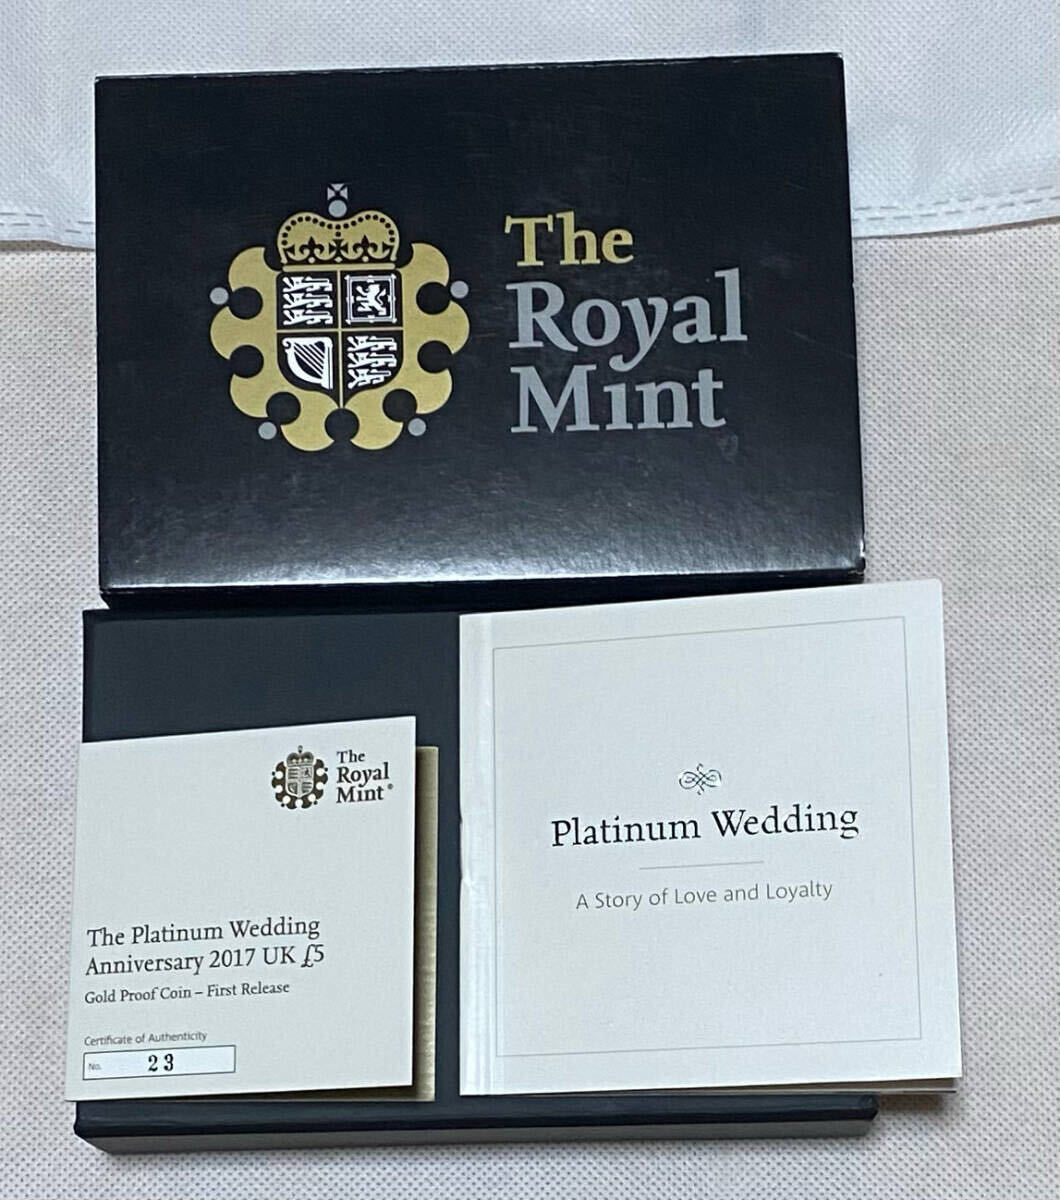 The
Royal
Mint
The
Royal
Mint®
The Platinum Wedding
Anniversary 2017 UK £5
Gold Proof Coin – First Release
Certificate of Authenticity
No. 23
Platinum Wedding
A Story of Love and Loyalty